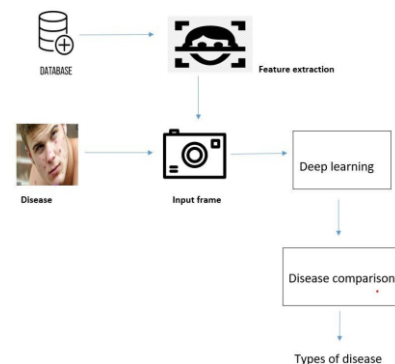 DATABASE
Feature extraction
Disease
Input frame
Deep learning
Disease comparison
Types of disease